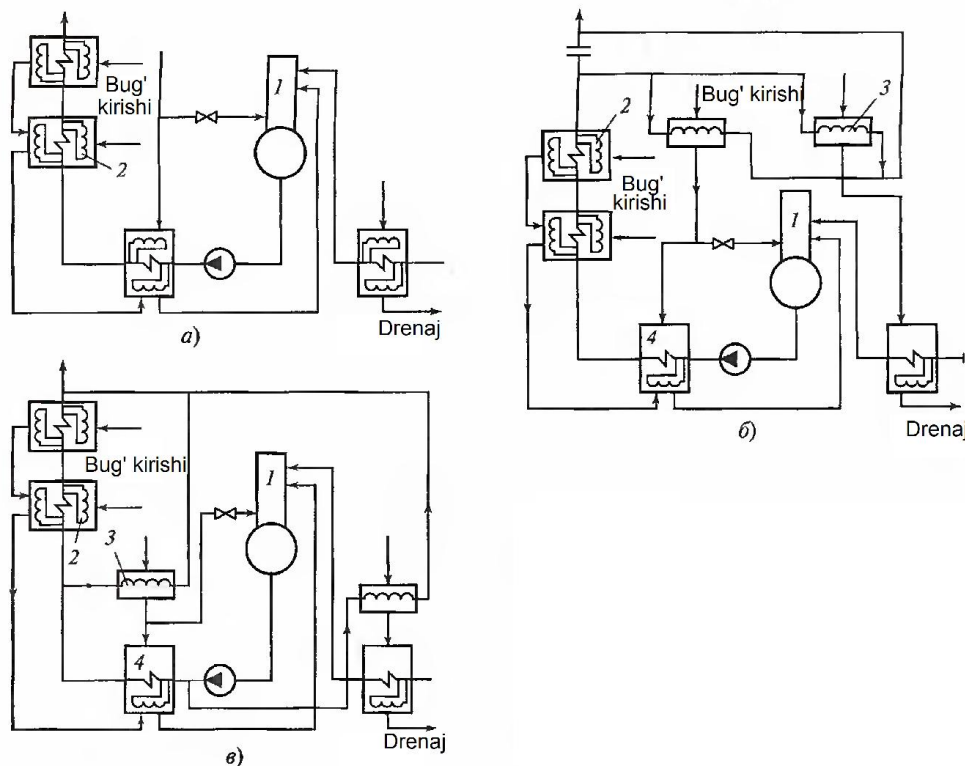 Bug'
kirishi
1
2
Drenaj
а)
2
Bug' kirishi
3
Bug'
kirishi
1
4
Drenaj
б)
Bug' kirishi
1
2
3
4
Drenaj
в)